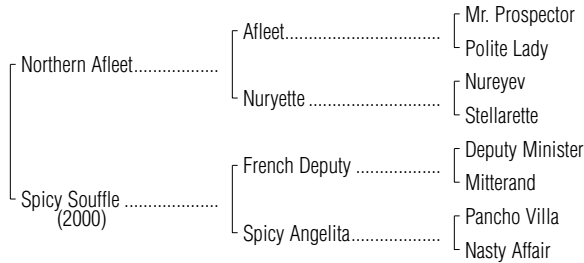 Mr. Prospector
Afleet
Polite Lady
Northern Afleet
Nureyev
Nuryette
Stellarette
Deputy Minister
French Deputy
Mitterand
Spicy Souffle
(2000)
Pancho Villa
Spicy Angelita
Nasty Affair